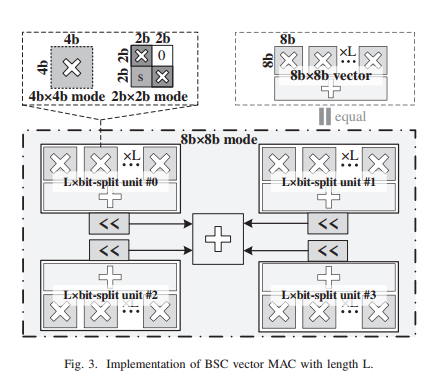 4b
4b
4b×4b mode
2b 2b
2b
2b
0
s
2b×2b mode
8b
8b
×L
...
8b×8b vector
equal
8b×8b mode
×L
...
L×bit-split unit #0
<<
×L
...
L×bit-split unit #1
<<
<<
L×bit-split unit #2
...
<<
L×bit-split unit #3
...
Fig. 3. Implementation of BSC vector MAC with length L.